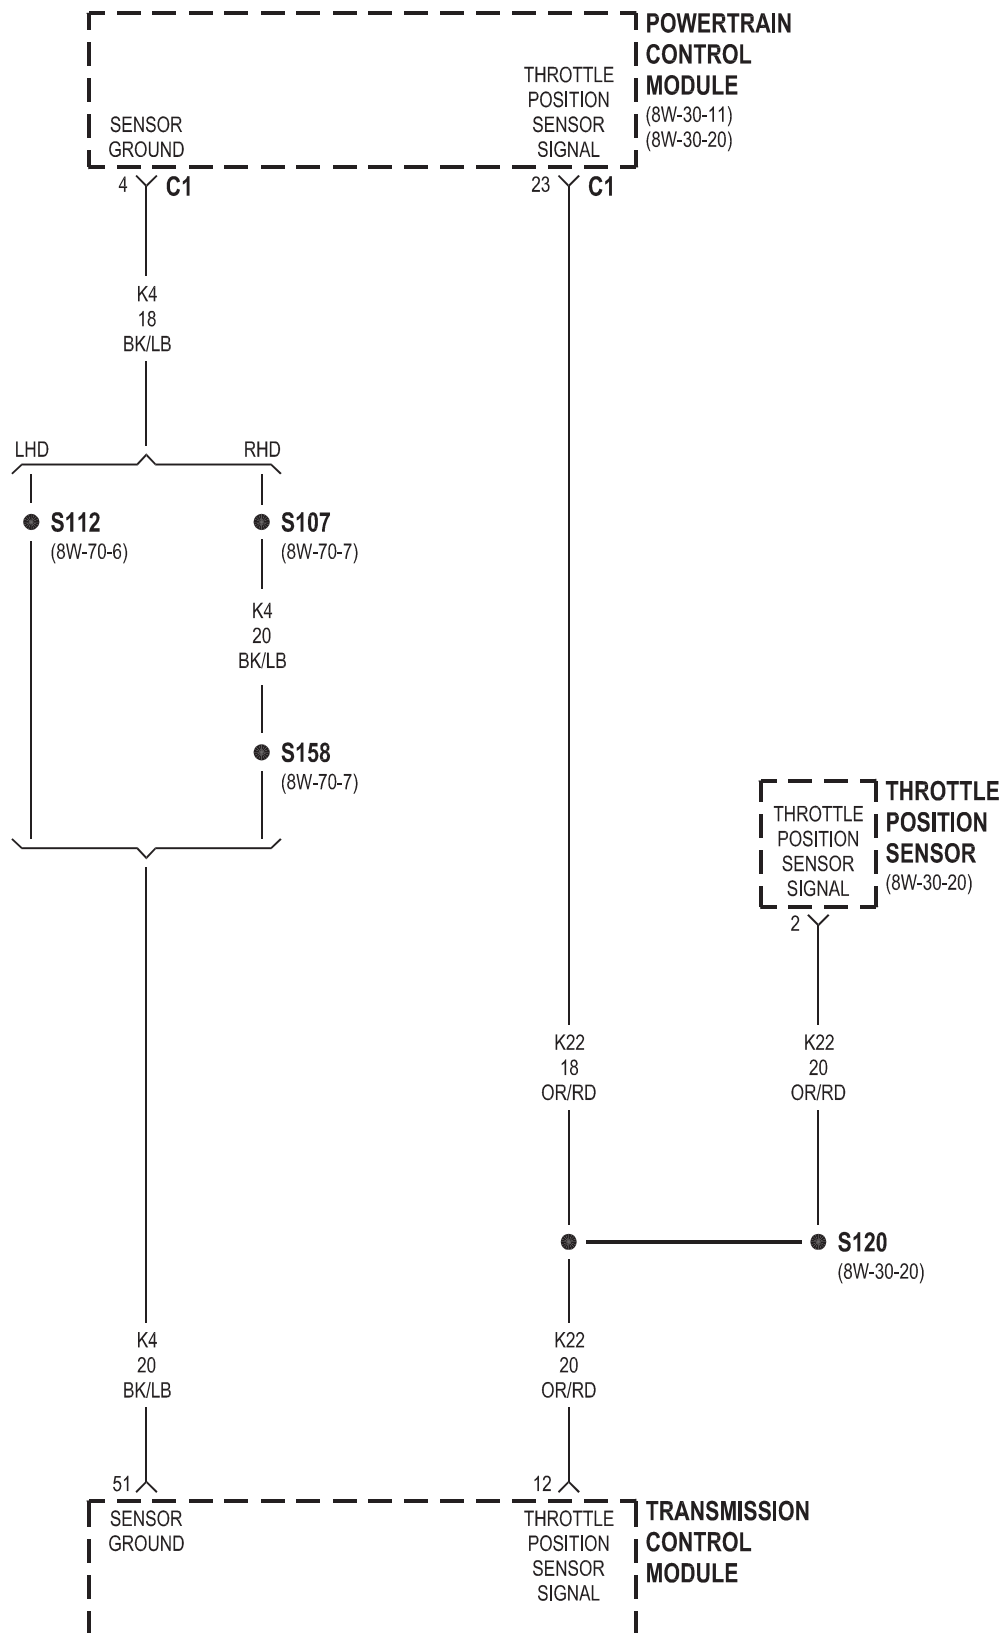 POWERTRAIN
CONTROL
MODULE
(8W-30-11)
(8W-30-20)
SENSOR
GROUND
THROTTLE
POSITION
SENSOR
SIGNAL
4
C1
23
C1
K4
18
BK/LB
LHD
RHD
S112
(8W-70-6)
S107
(8W-70-7)
K4
20
BK/LB
S158
(8W-70-7)
THROTTLE
POSITION
SENSOR
SIGNAL
THROTTLE
POSITION
SENSOR
(8W-30-20)
2
K22
18
OR/RD
K22
20
OR/RD
S120
(8W-30-20)
K4
20
BK/LB
K22
20
OR/RD
51
12
SENSOR
GROUND
THROTTLE
POSITION
SENSOR
SIGNAL
TRANSMISSION
CONTROL
MODULE